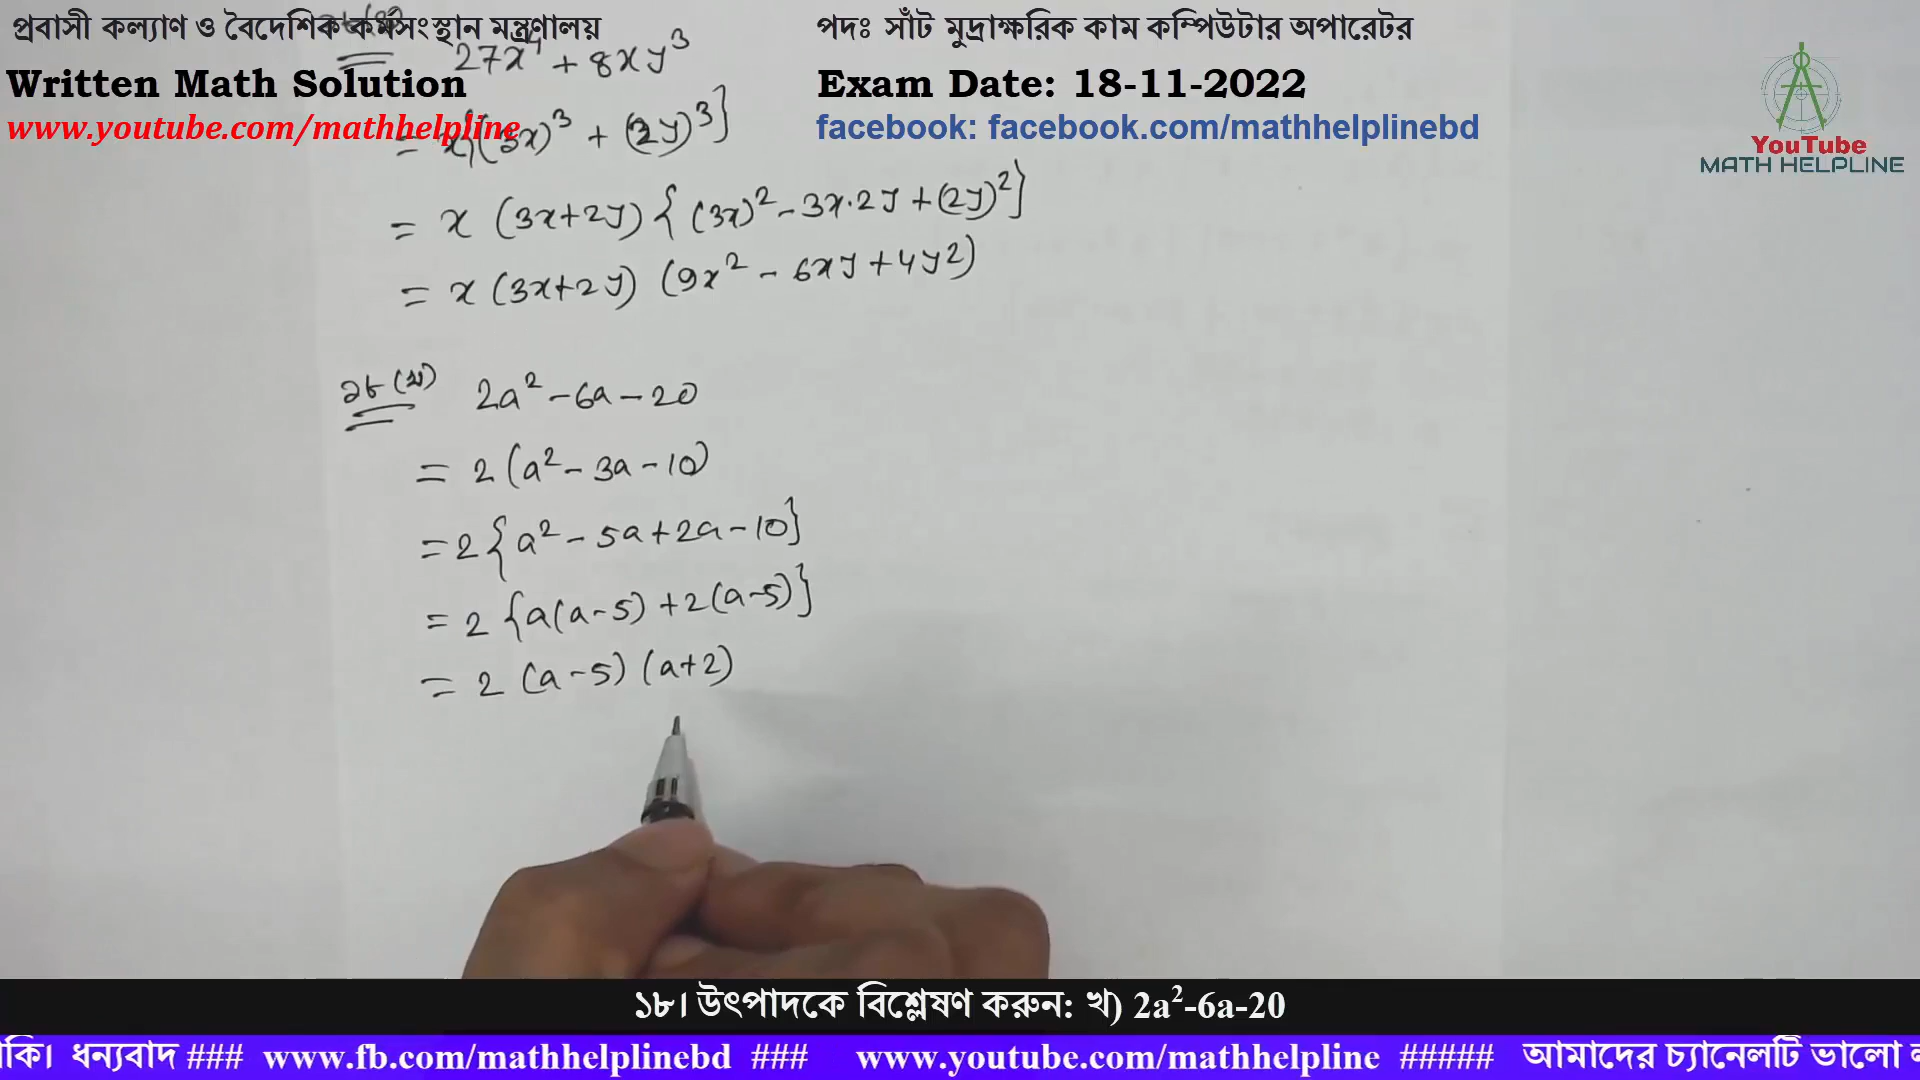 প্রবাসী কল্যাণ ও বৈদেশিক কর্মসংস্থান মন্ত্রণালয়
পদঃ সাঁট মুদ্রাক্ষরিক কাম কম্পিউটার অপারেটর
Written Math Solution
Exam Date: 18-11-2022
www.youtube.com/mathhelpline
facebook: facebook.com/mathhelplinebd
YouTube
MATH HELPLINE
27x⁴ + 8xy³
= x{(3x)³ + (2y)³}
= x (3x+2y) {(3x)² - 3x·2y + (2y)²}
= x (3x+2y) (9x² - 6xy + 4y2)
১৮ (খ) 2a² - 6a - 20
= 2 (a² - 3a - 10)
= 2 {a² - 5a + 2a - 10}
= 2 {a(a-5) + 2(a-5)}
= 2 (a-5) (a+2)
১৮। উৎপাদকে বিশ্লেষণ করুন: খ) 2a²-6a-20
কি। ধন্যবাদ ### www.fb.com/mathhelplinebd ### www.youtube.com/mathhelpline ##### আমাদের চ্যানেলটি ভালো